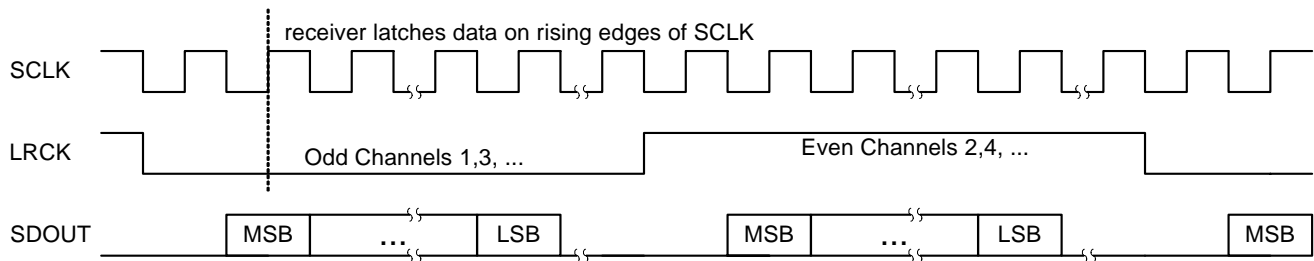 receiver latches data on rising edges of SCLK
SCLK
LRCK
Odd Channels 1,3, ...
Even Channels 2,4, ...
SDOUT
MSB
...
LSB
MSB
...
LSB
MSB